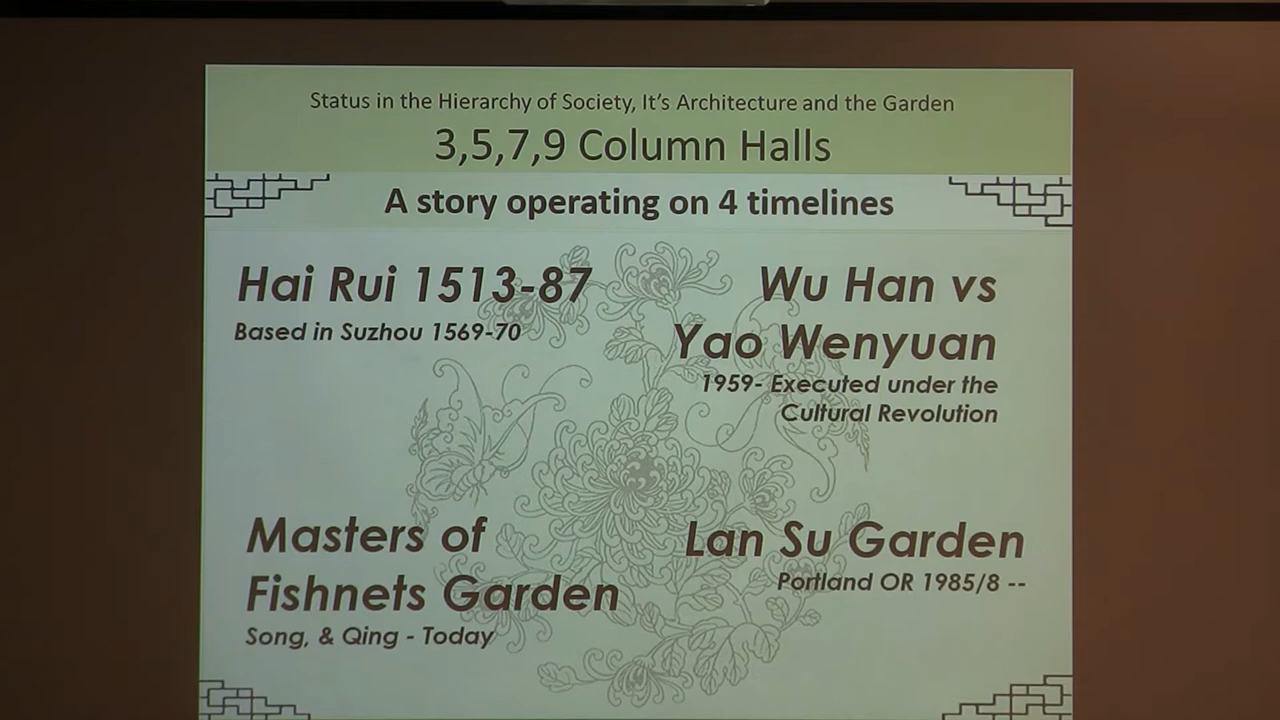 Status in the Hierarchy of Society, It's Architecture and the Garden
3,5,7,9 Column Halls
A story operating on 4 timelines
Hai Rui 1513-87
Based in Suzhou 1569-70
Wu Han vs
Yao Wenyuan
1959- Executed under the
Cultural Revolution
Masters of
Fishnets Garden
Song, & Qing - Today
Lan Su Garden
Portland OR 1985/8 --